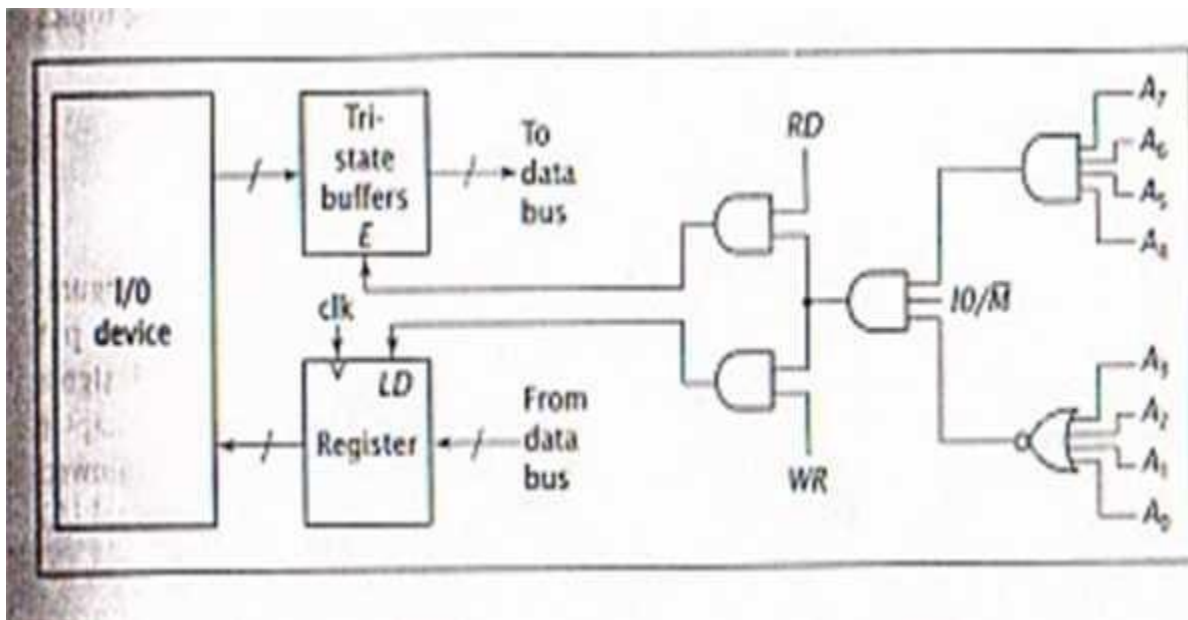 I/O
device
Tri-
state
buffers
E
To
data
bus
clk
LD
Register
From
data
bus
RD
WR
IO/M̅
A₇
A₆
A₅
A₄
A₃
A₂
A₁
A₀